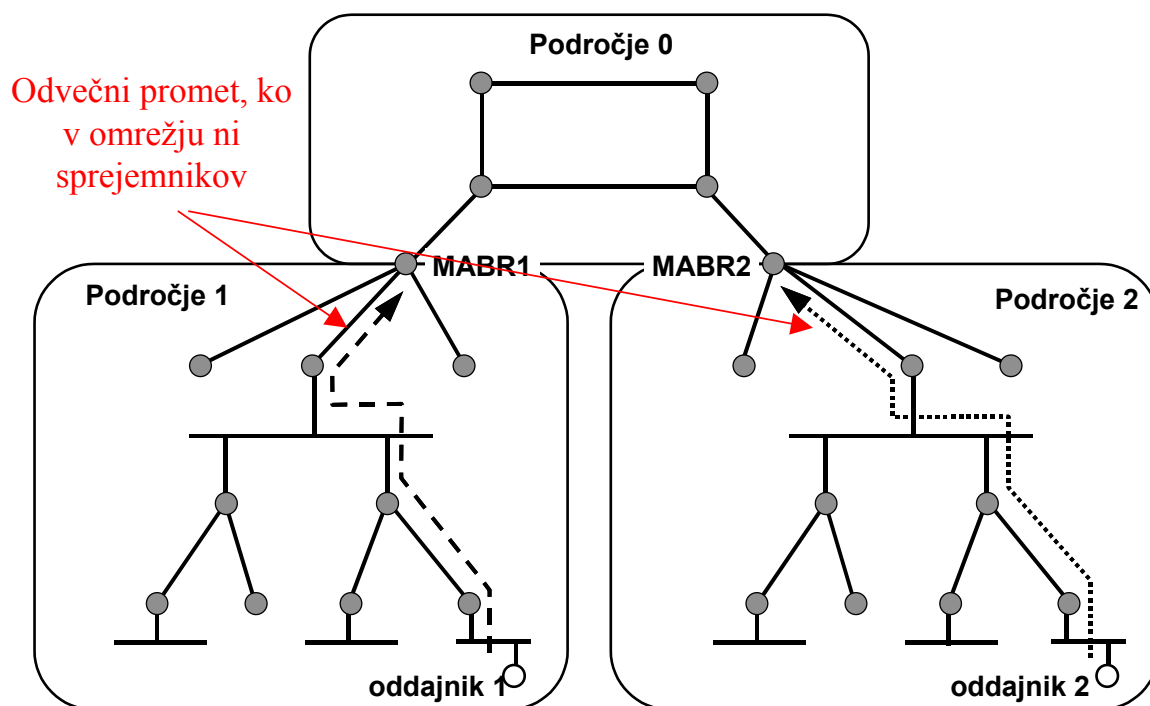 Področje 0
Odvečni promet, ko
v omrežju ni
sprejemnikov
MABR1
MABR2
Področje 1
Področje 2
oddajnik 1
oddajnik 2